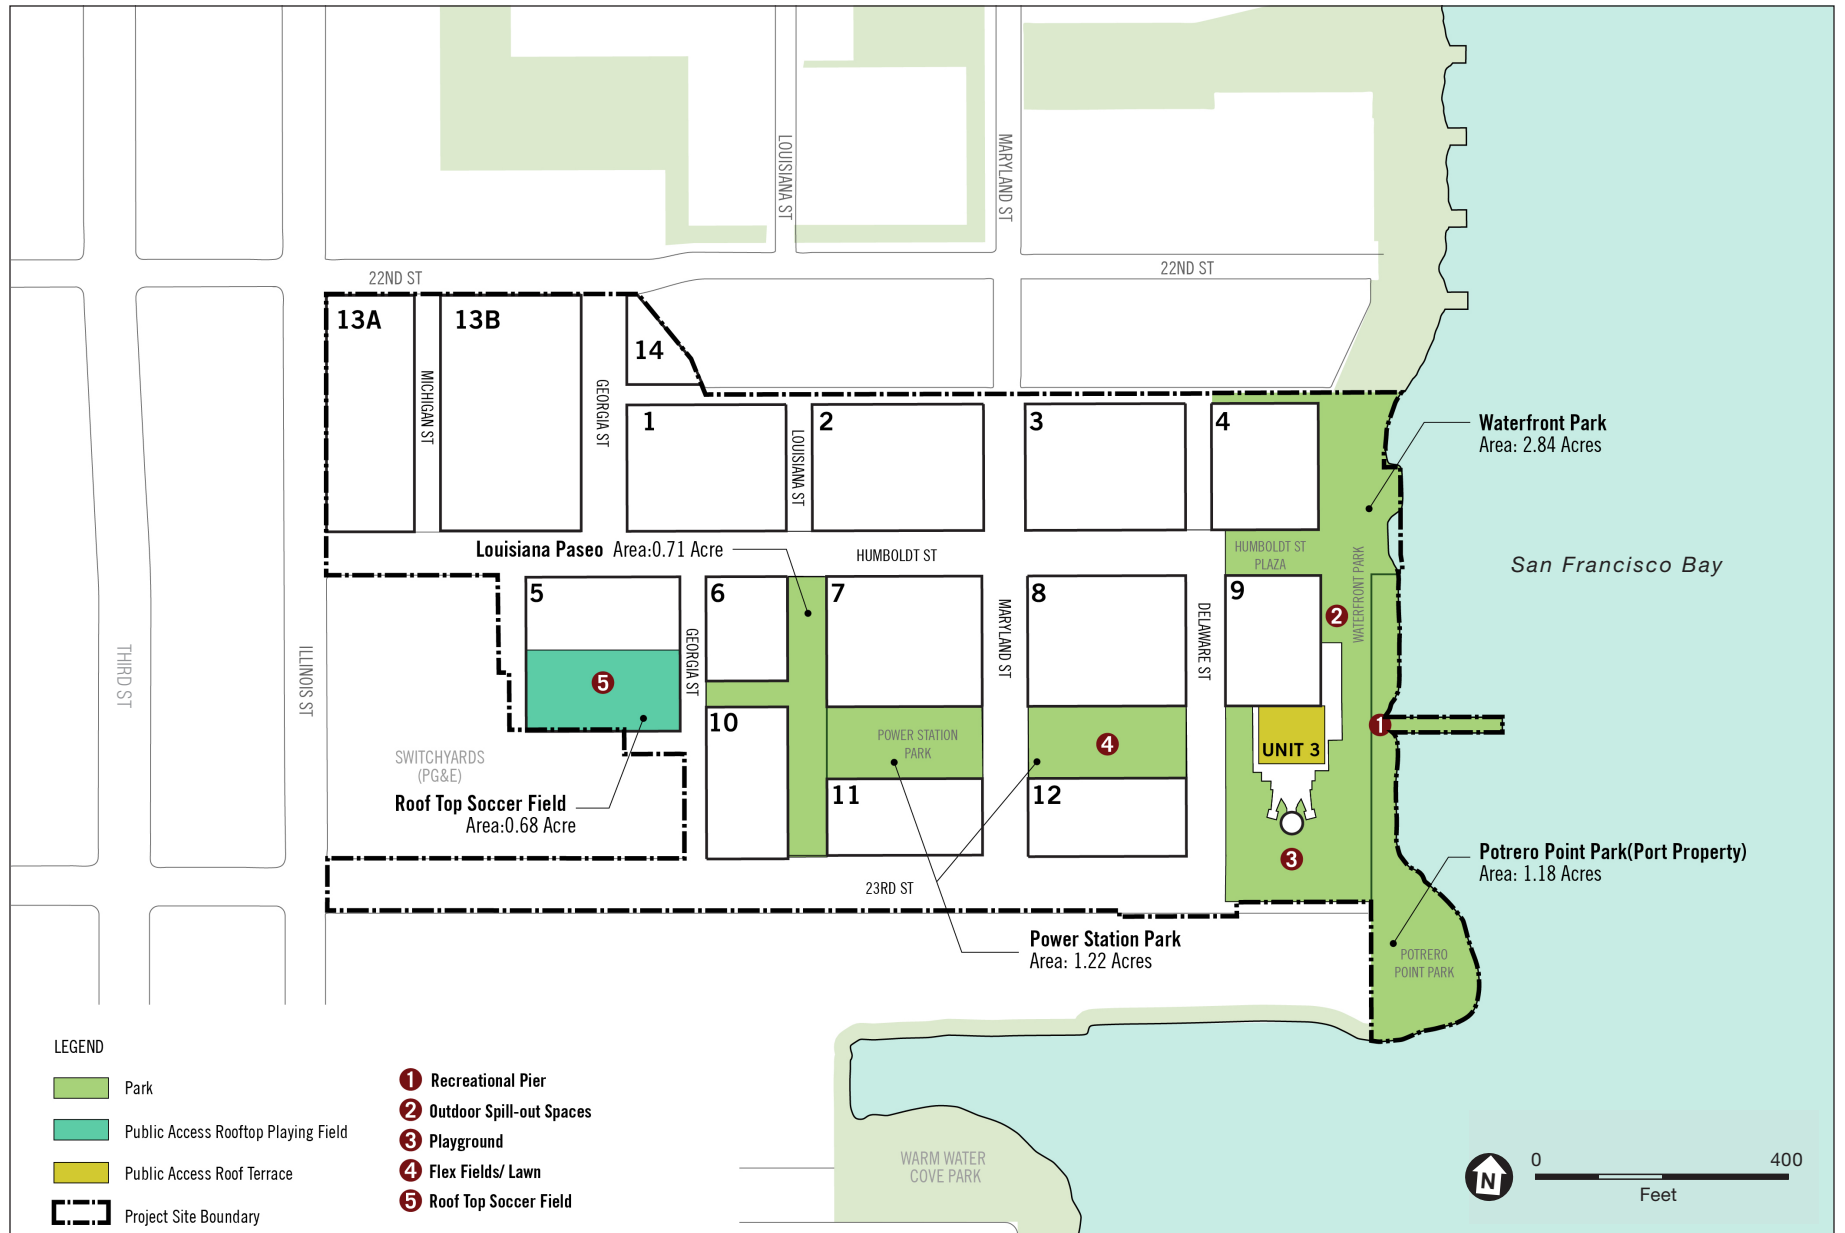 LOUISIANA ST
MARYLAND ST
22ND ST
22ND ST
13A
13B
14
MICHIGAN ST
GEORGIA ST
1
LOUISIANA ST
2
3
4
Waterfront Park
Area: 2.84 Acres
Louisiana Paseo Area:0.71 Acre
HUMBOLDT ST
HUMBOLDT ST
PLAZA
WATERFRONT PARK
San Francisco Bay
5
6
7
8
9
2
THIRD ST
ILLINOIS ST
5
GEORGIA ST
MARYLAND ST
DELAWARE ST
10
POWER STATION
PARK
4
UNIT 3
1
SWITCHYARDS
(PG&E)
Roof Top Soccer Field
Area:0.68 Acre
11
12
3
23RD ST
Potrero Point Park(Port Property)
Area: 1.18 Acres
Power Station Park
Area: 1.22 Acres
POTRERO
POINT PARK
LEGEND
Park
Public Access Rooftop Playing Field
Public Access Roof Terrace
Project Site Boundary
1 Recreational Pier
2 Outdoor Spill-out Spaces
3 Playground
4 Flex Fields/ Lawn
5 Roof Top Soccer Field
WARM WATER
COVE PARK
N
0 400
Feet